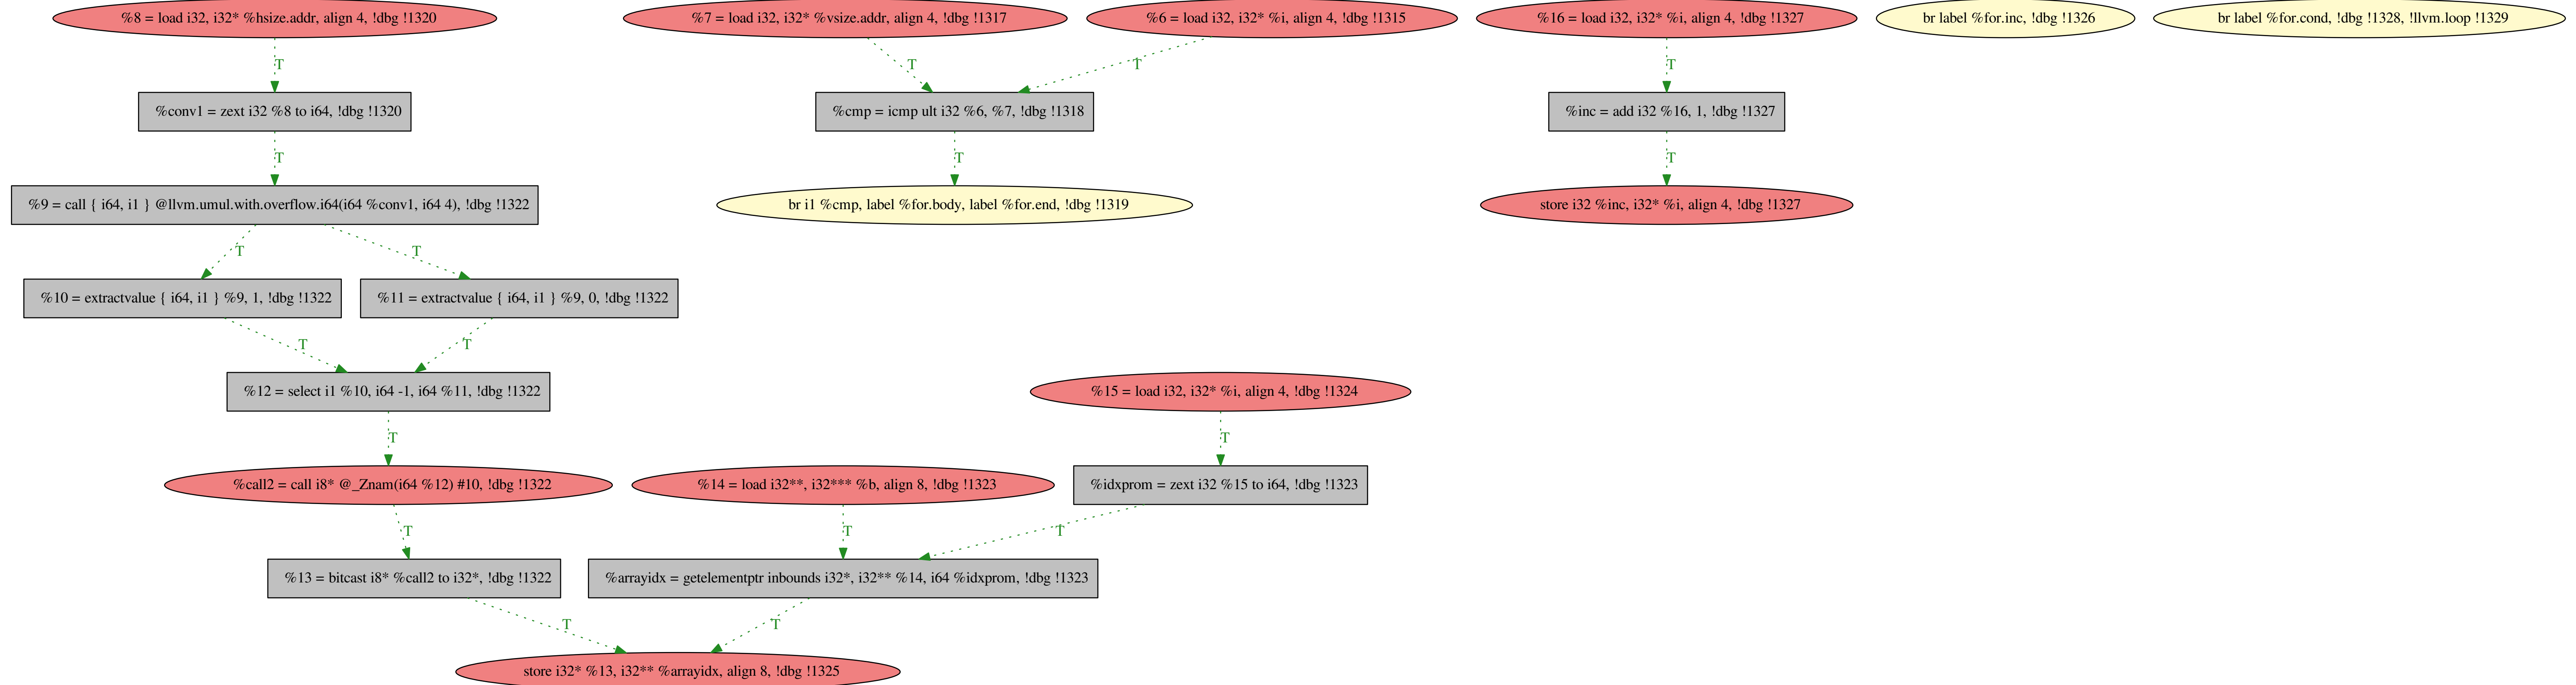 %8 = load i32, i32* %hsize.addr, align 4, !dbg !1320
%7 = load i32, i32* %vsize.addr, align 4, !dbg !1317
%6 = load i32, i32* %i, align 4, !dbg !1315
%16 = load i32, i32* %i, align 4, !dbg !1327
br label %for.inc, !dbg !1326
br label %for.cond, !dbg !1328, !llvm.loop !1329
T
T
T
T
%conv1 = zext i32 %8 to i64, !dbg !1320
%cmp = icmp ult i32 %6, %7, !dbg !1318
%inc = add i32 %16, 1, !dbg !1327
T
T
T
%9 = call { i64, i1 } @llvm.umul.with.overflow.i64(i64 %conv1, i64 4), !dbg !1322
br i1 %cmp, label %for.body, label %for.end, !dbg !1319
store i32 %inc, i32* %i, align 4, !dbg !1327
T
T
%10 = extractvalue { i64, i1 } %9, 1, !dbg !1322
%11 = extractvalue { i64, i1 } %9, 0, !dbg !1322
T
T
%12 = select i1 %10, i64 -1, i64 %11, !dbg !1322
%15 = load i32, i32* %i, align 4, !dbg !1324
T
T
%call2 = call i8* @_Znam(i64 %12) #10, !dbg !1322
%14 = load i32**, i32*** %b, align 8, !dbg !1323
%idxprom = zext i32 %15 to i64, !dbg !1323
T
T
T
%13 = bitcast i8* %call2 to i32*, !dbg !1322
%arrayidx = getelementptr inbounds i32*, i32** %14, i64 %idxprom, !dbg !1323
T
T
store i32* %13, i32** %arrayidx, align 8, !dbg !1325